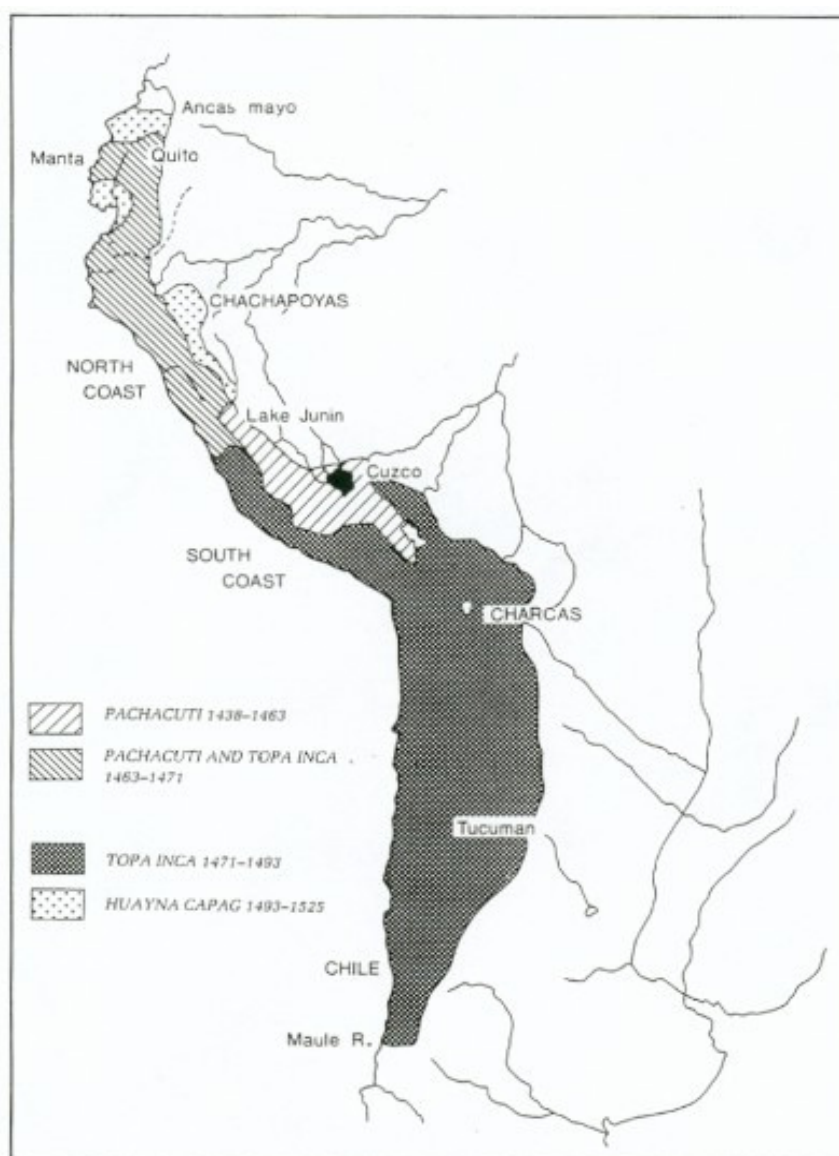 Ancas mayo
Manta
Quito
CHACHAPOYAS
NORTH
COAST
Lake Junin
Cuzco
SOUTH
COAST
CHARCAS
PACHACUTI 1438-1463
PACHACUTI AND TOPA INCA
1463-1471
Tucuman
TOPA INCA 1471-1493
HUAYNA CAPAG 1493-1525
CHILE
Maule R.